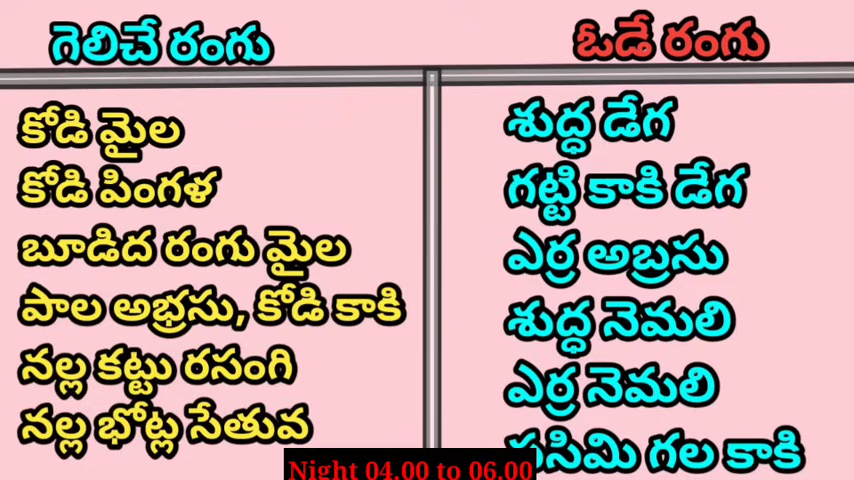 గెలిచే రంగు
ఓడే రంగు
కోడి మైల
కోడి పింగళ
బూడిద రంగు మైల
పాల అభ్రసు, కోడి కాకి
నల్ల కట్టు రసంగి
నల్ల భోట్ల సేతువ
శుద్ధ డేగ
గట్టి కాకి డేగ
ఎర్ర అబ్రసు
శుద్ధ నెమలి
ఎర్ర నెమలి
గల కాకి
Night 04.00 to 06.00